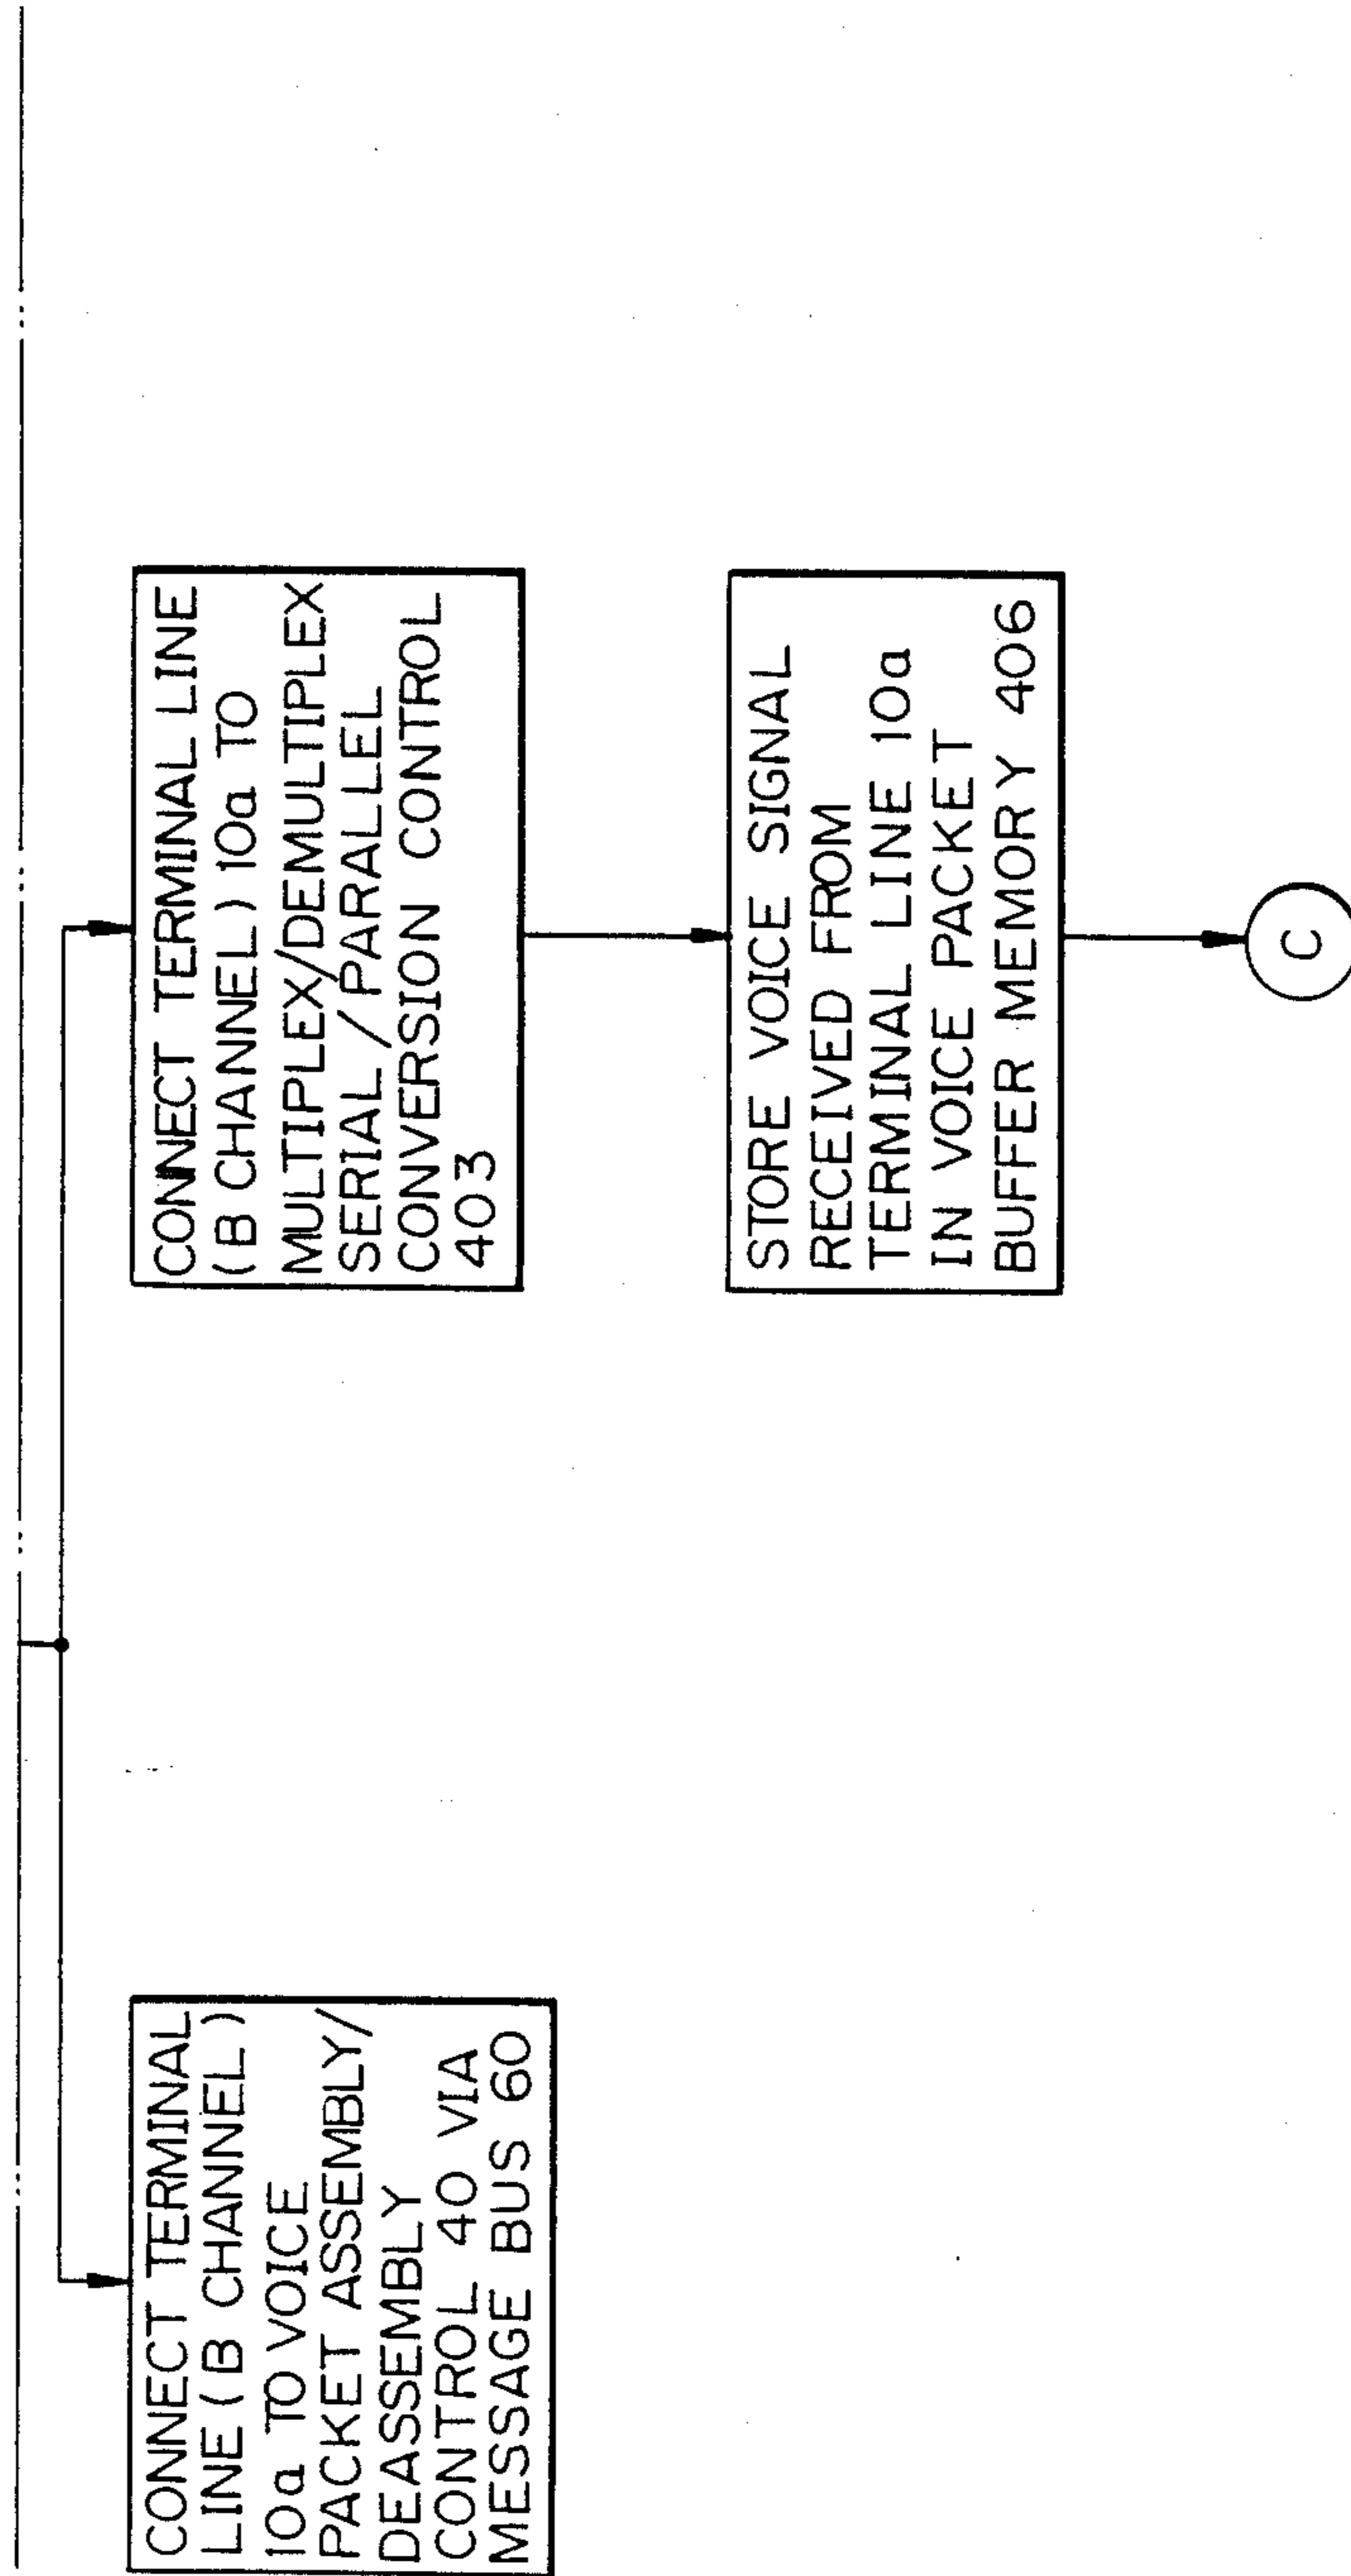 CONNECT TERMINAL
LINE (B CHANNEL)
10a TO VOICE
PACKET ASSEMBLY/
DEASSEMBLY
CONTROL 40 VIA
MESSAGE BUS 60
CONNECT TERMINAL LINE
(B CHANNEL) 10a TO
MULTIPLEX/DEMULTIPLEX
SERIAL/PARALLEL
CONVERSION CONTROL
403
STORE VOICE SIGNAL
RECEIVED FROM
TERMINAL LINE 10a
IN VOICE PACKET
BUFFER MEMORY 406
C